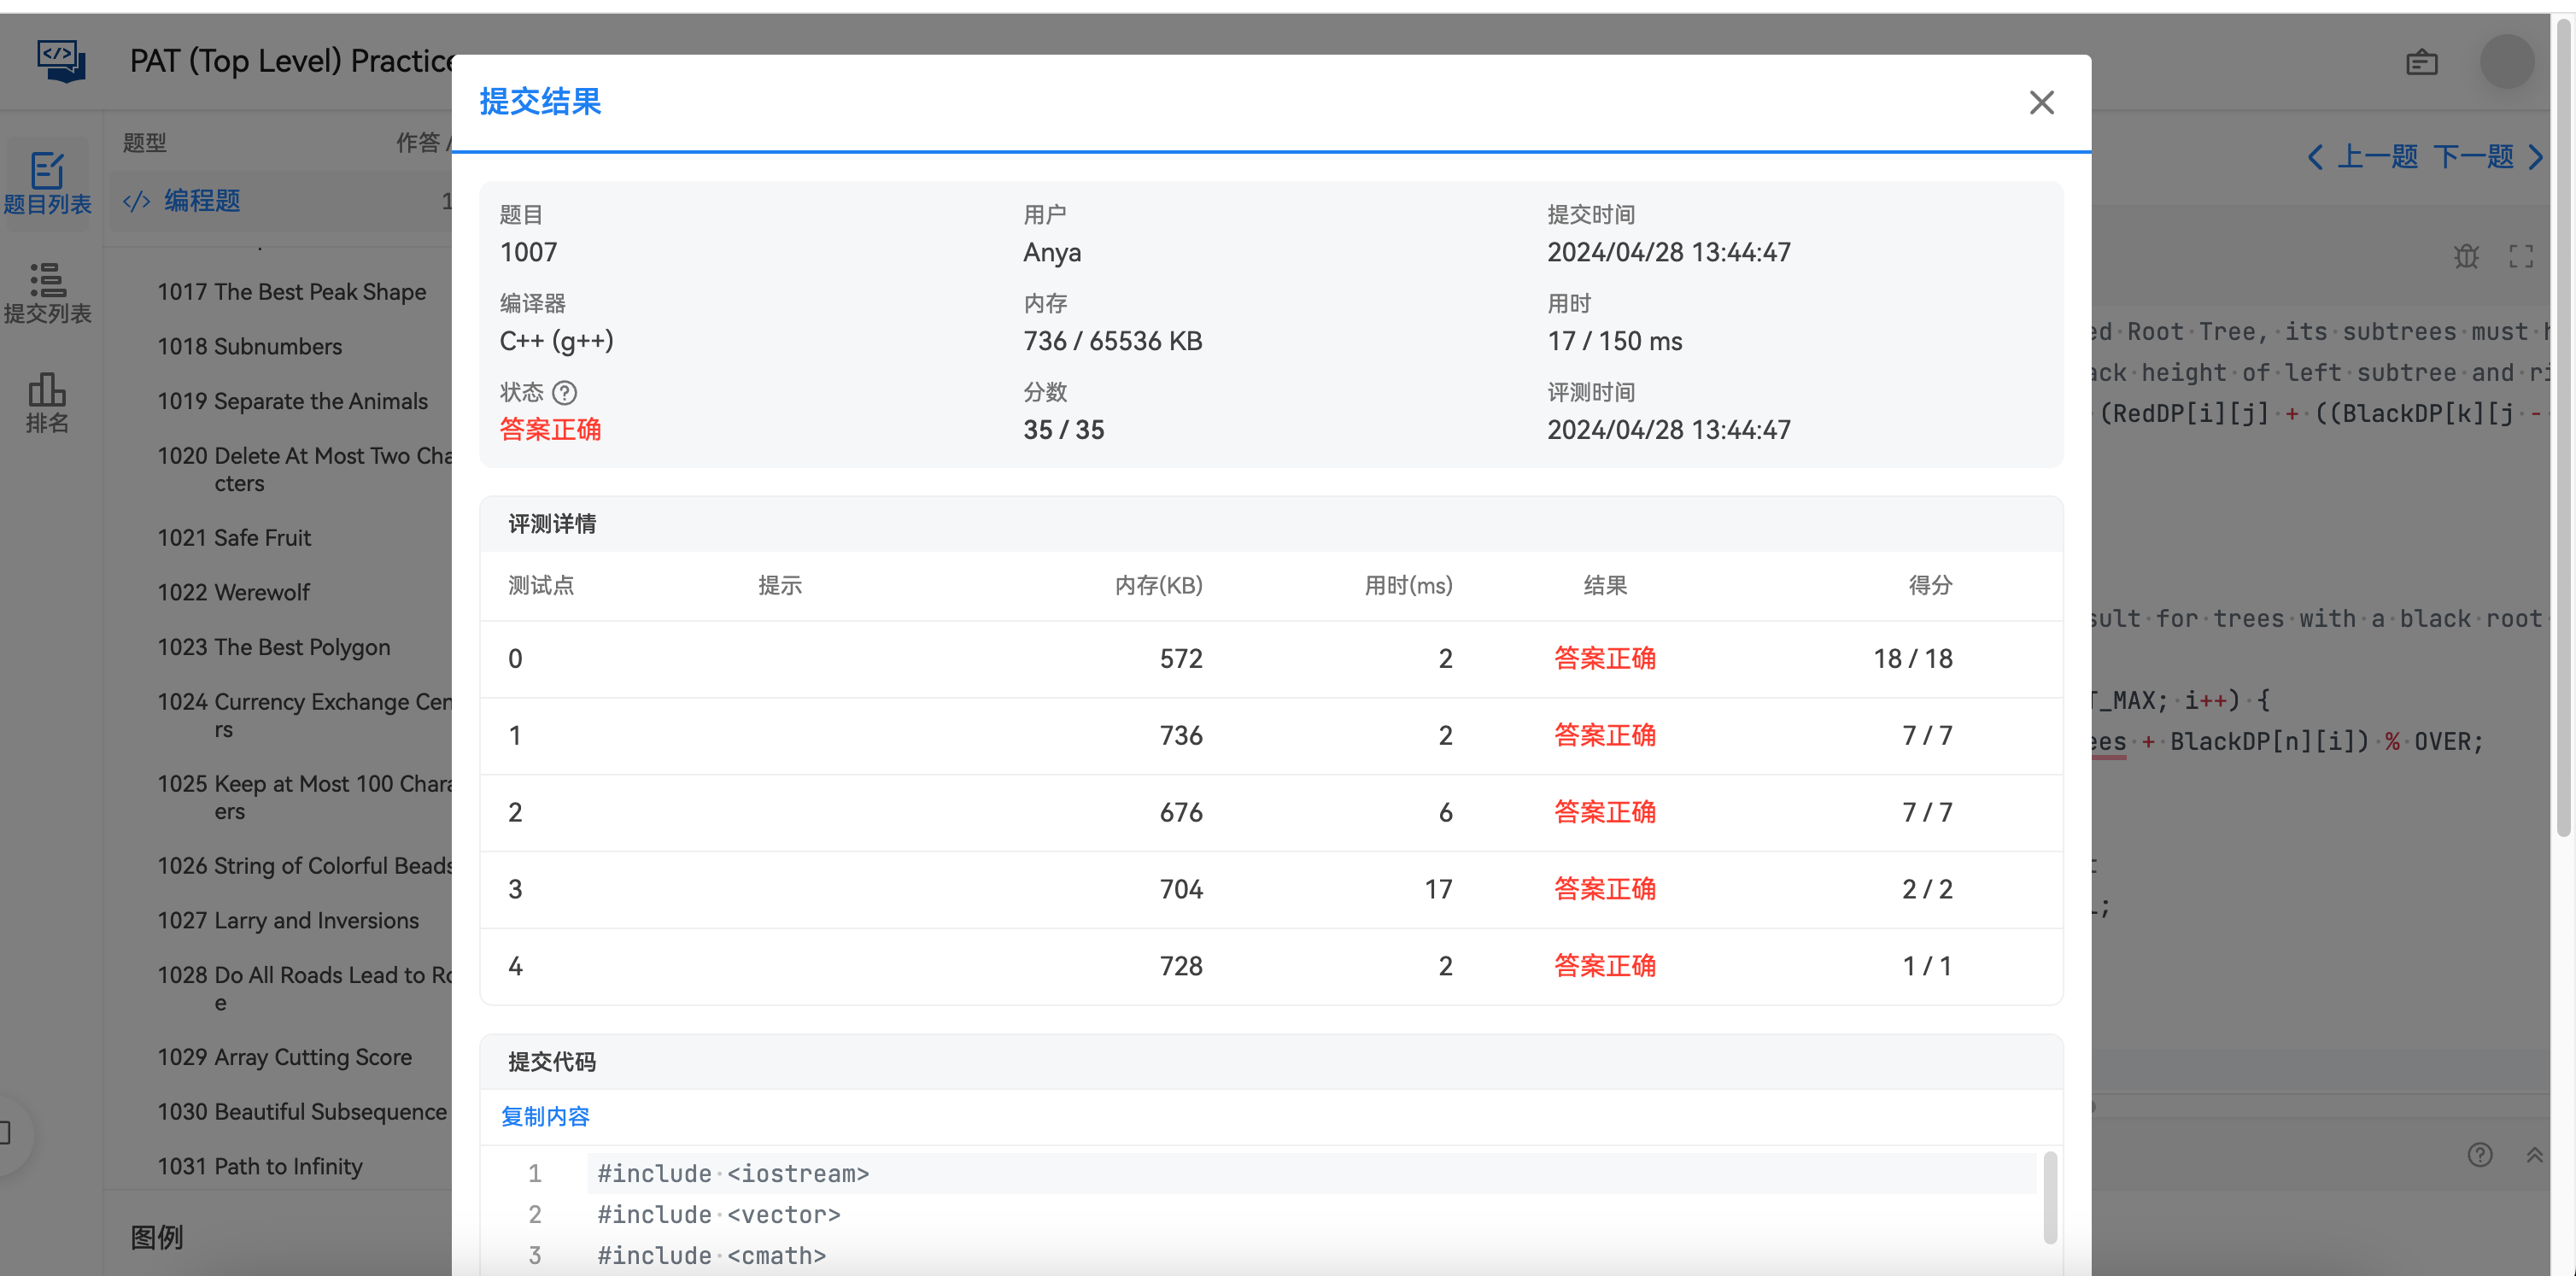 PAT (Top Level) Practice
提交结果
题目列表
提交列表
排名
题型
作答 /
编程题
1
1017 The Best Peak Shape
1018 Subnumbers
1019 Separate the Animals
1020 Delete At Most Two Cha
cters
1021 Safe Fruit
1022 Werewolf
1023 The Best Polygon
1024 Currency Exchange Cen
rs
1025 Keep at Most 100 Chara
ers
1026 String of Colorful Beads
1027 Larry and Inversions
1028 Do All Roads Lead to Ro
e
1029 Array Cutting Score
1030 Beautiful Subsequence
1031 Path to Infinity
图例
题目
1007
用户
Anya
提交时间
2024/04/28 13:44:47
编译器
C++ (g++)
内存
736 / 65536 KB
用时
17 / 150 ms
状态
答案正确
分数
35 / 35
评测时间
2024/04/28 13:44:47
评测详情
测试点 提示 内存(KB) 用时(ms) 结果 得分
0 572 2 答案正确 18 / 18
1 736 2 答案正确 7 / 7
2 676 6 答案正确 7 / 7
3 704 17 答案正确 2 / 2
4 728 2 答案正确 1 / 1
提交代码
复制内容
1 #include <iostream>
2 #include <vector>
3 #include <cmath>
上一题 下一题
ed Root Tree, its subtrees must h
ack height of left subtree and ri
(RedDP[i][j] + ((BlackDP[k][j -
sult for trees with a black root
T_MAX; i++) {
ees + BlackDP[n][i]) % OVER;
;